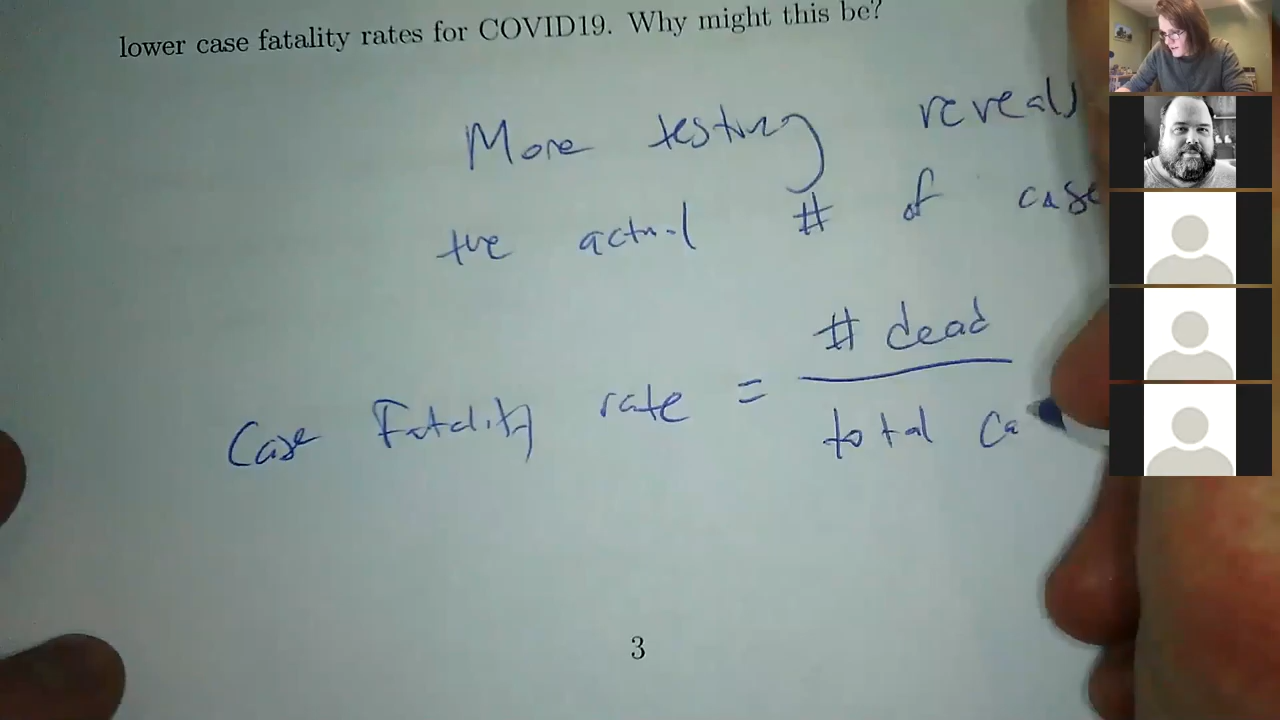 lower case fatality rates for COVID19. Why might this be?
More testing reveals
the actual # of case
# dead
Case Fatality rate =
total Ca
3